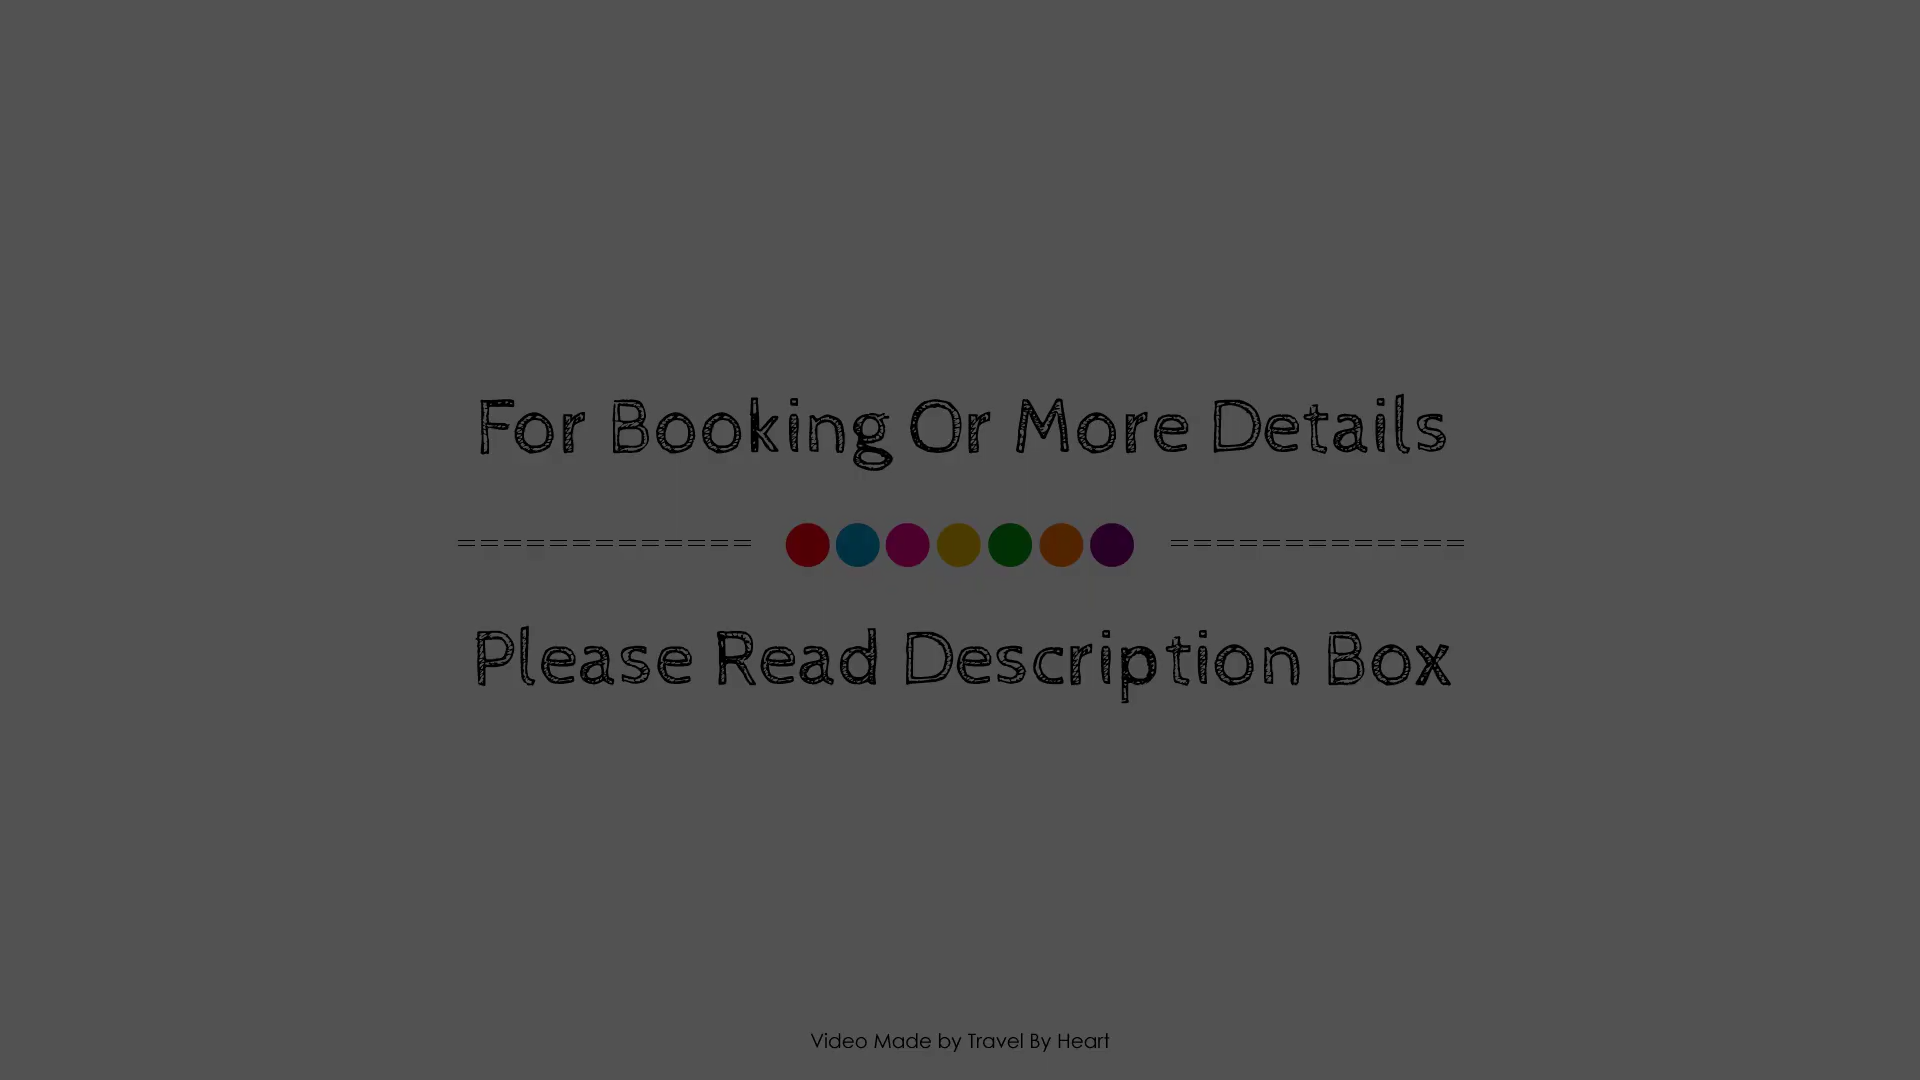 For Booking Or More Details
============= =============
Please Read Description Box
Video Made by Travel By Heart